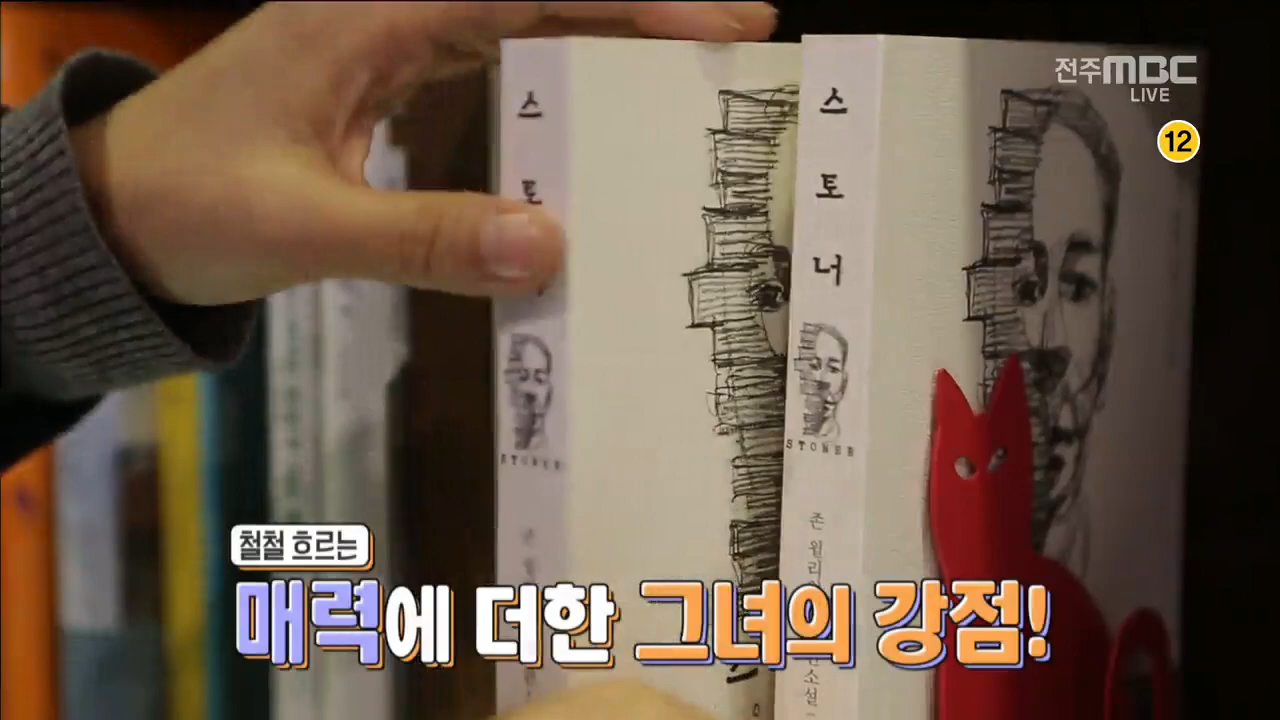 전주MBC
LIVE
12
스토
STONER
스토너
STONER
존 윌리
소설
철철 흐르는
매력에 더한 그녀의 강점!